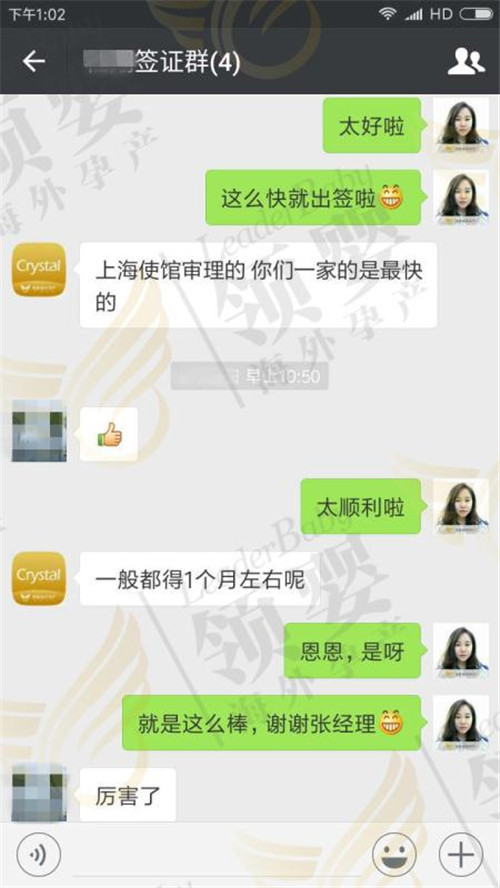 下午1:02
HD
签证群(4)
太好啦
这么快就出签啦
Crystal
上海使馆审理的 你们一家的是最快
的
早上10:50
太顺利啦
Crystal
一般都得1个月左右呢
恩恩，是呀
就是这么棒，谢谢张经理
厉害了
LeaderBaby
领婴
海外孕产